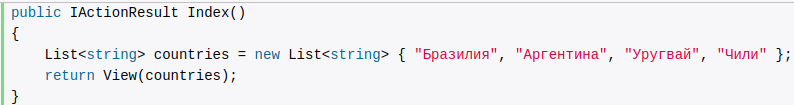 public IActionResult Index()
{
    List<string> countries = new List<string> { "Бразилия", "Аргентина", "Уругвай", "Чили" };
    return View(countries);
}